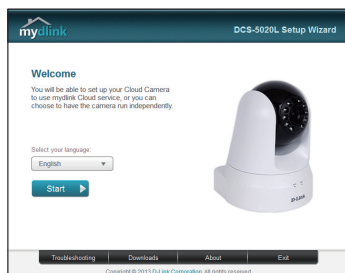 mydlink
DCS-5020L Setup Wizard
Welcome
You will be able to set up your Cloud Camera
to use mydlink Cloud service, or you can
choose to have the camera run independently.
Select your language:
English
Start
D-Link
Troubleshooting Downloads About Exit
Copyright © 2013 D-Link Corporation. All rights reserved.